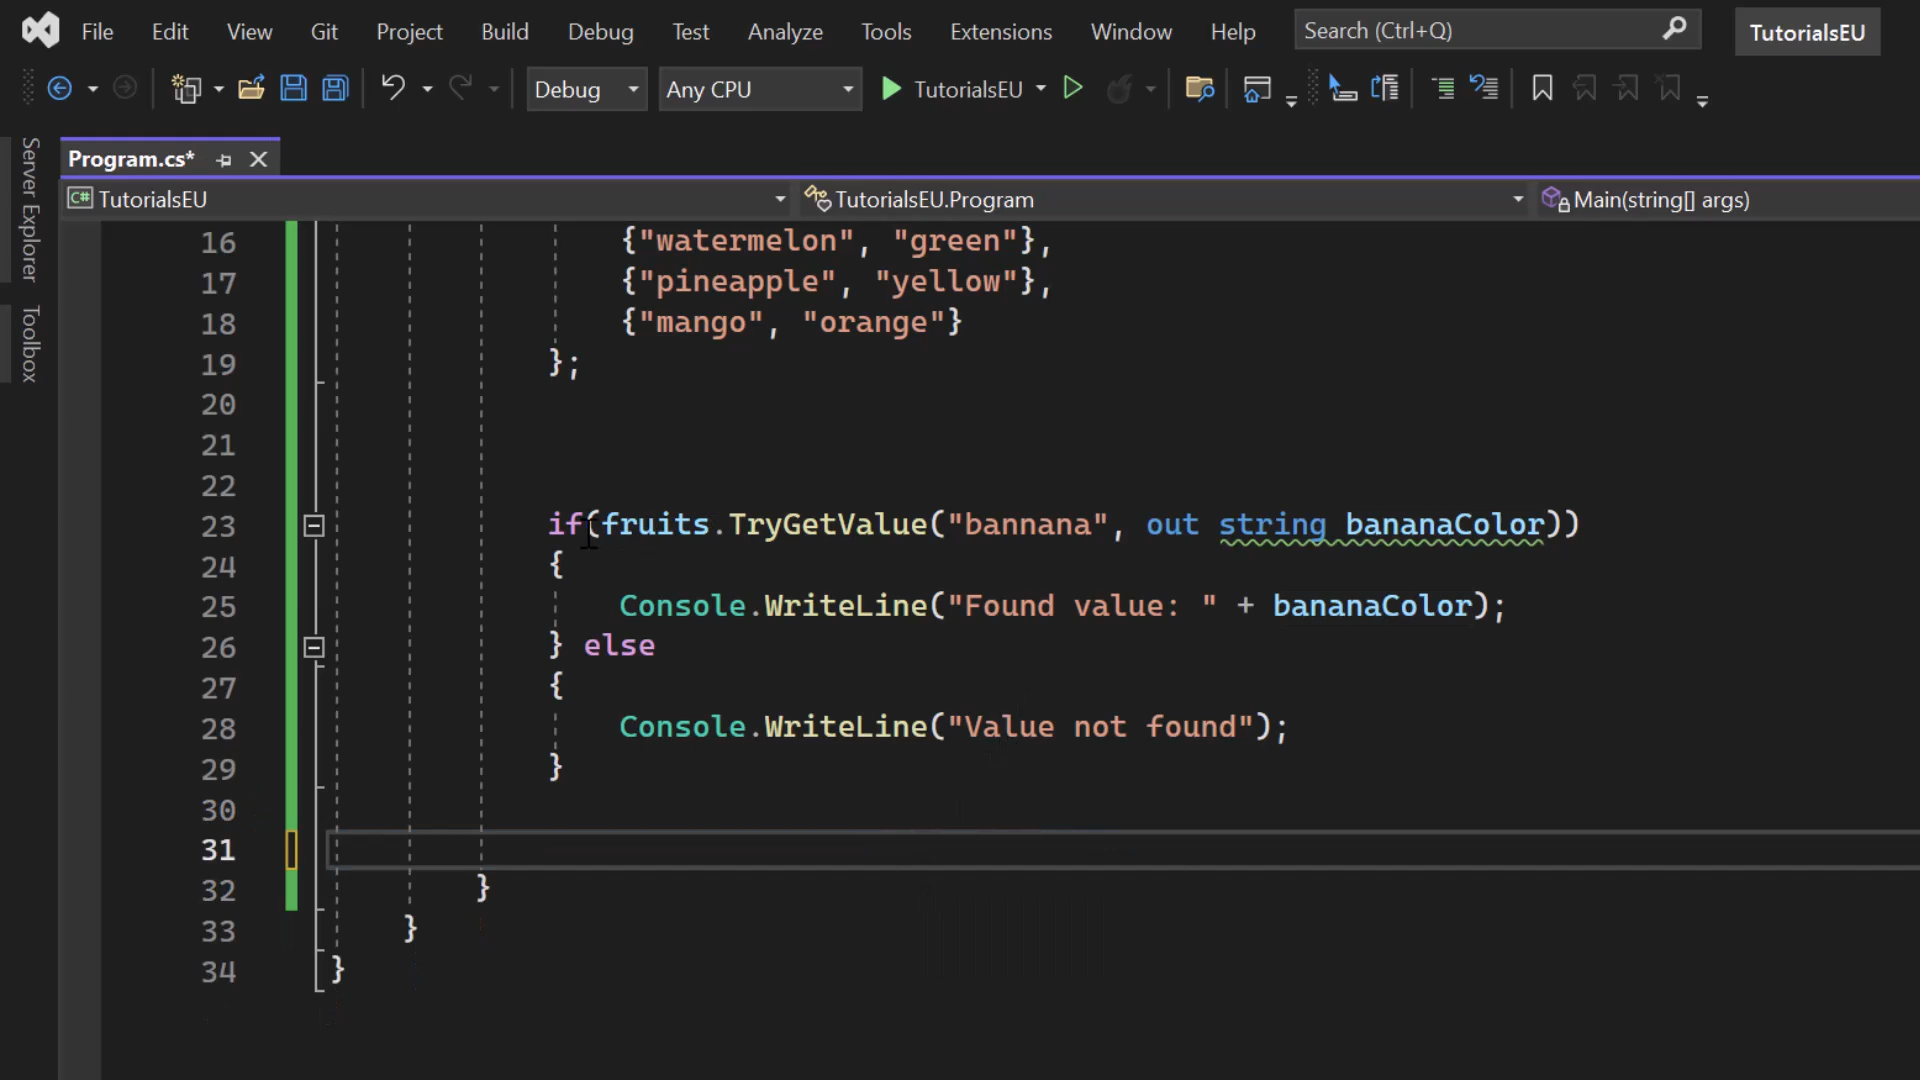 File Edit View Git Project Build Debug Test Analyze Tools Extensions Window Help Search (Ctrl+Q) TutorialsEU
Debug Any CPU TutorialsEU
Server Explorer
Toolbox
Program.cs*
C# TutorialsEU TutorialsEU.Program Main(string[] args)
16 {"watermelon", "green"},
17 {"pineapple", "yellow"},
18 {"mango", "orange"}
19 };
20
21
22
23 if(fruits.TryGetValue("bannana", out string bananaColor))
24 {
25 Console.WriteLine("Found value: " + bananaColor);
26 } else
27 {
28 Console.WriteLine("Value not found");
29 }
30
31
32 }
33 }
34 }